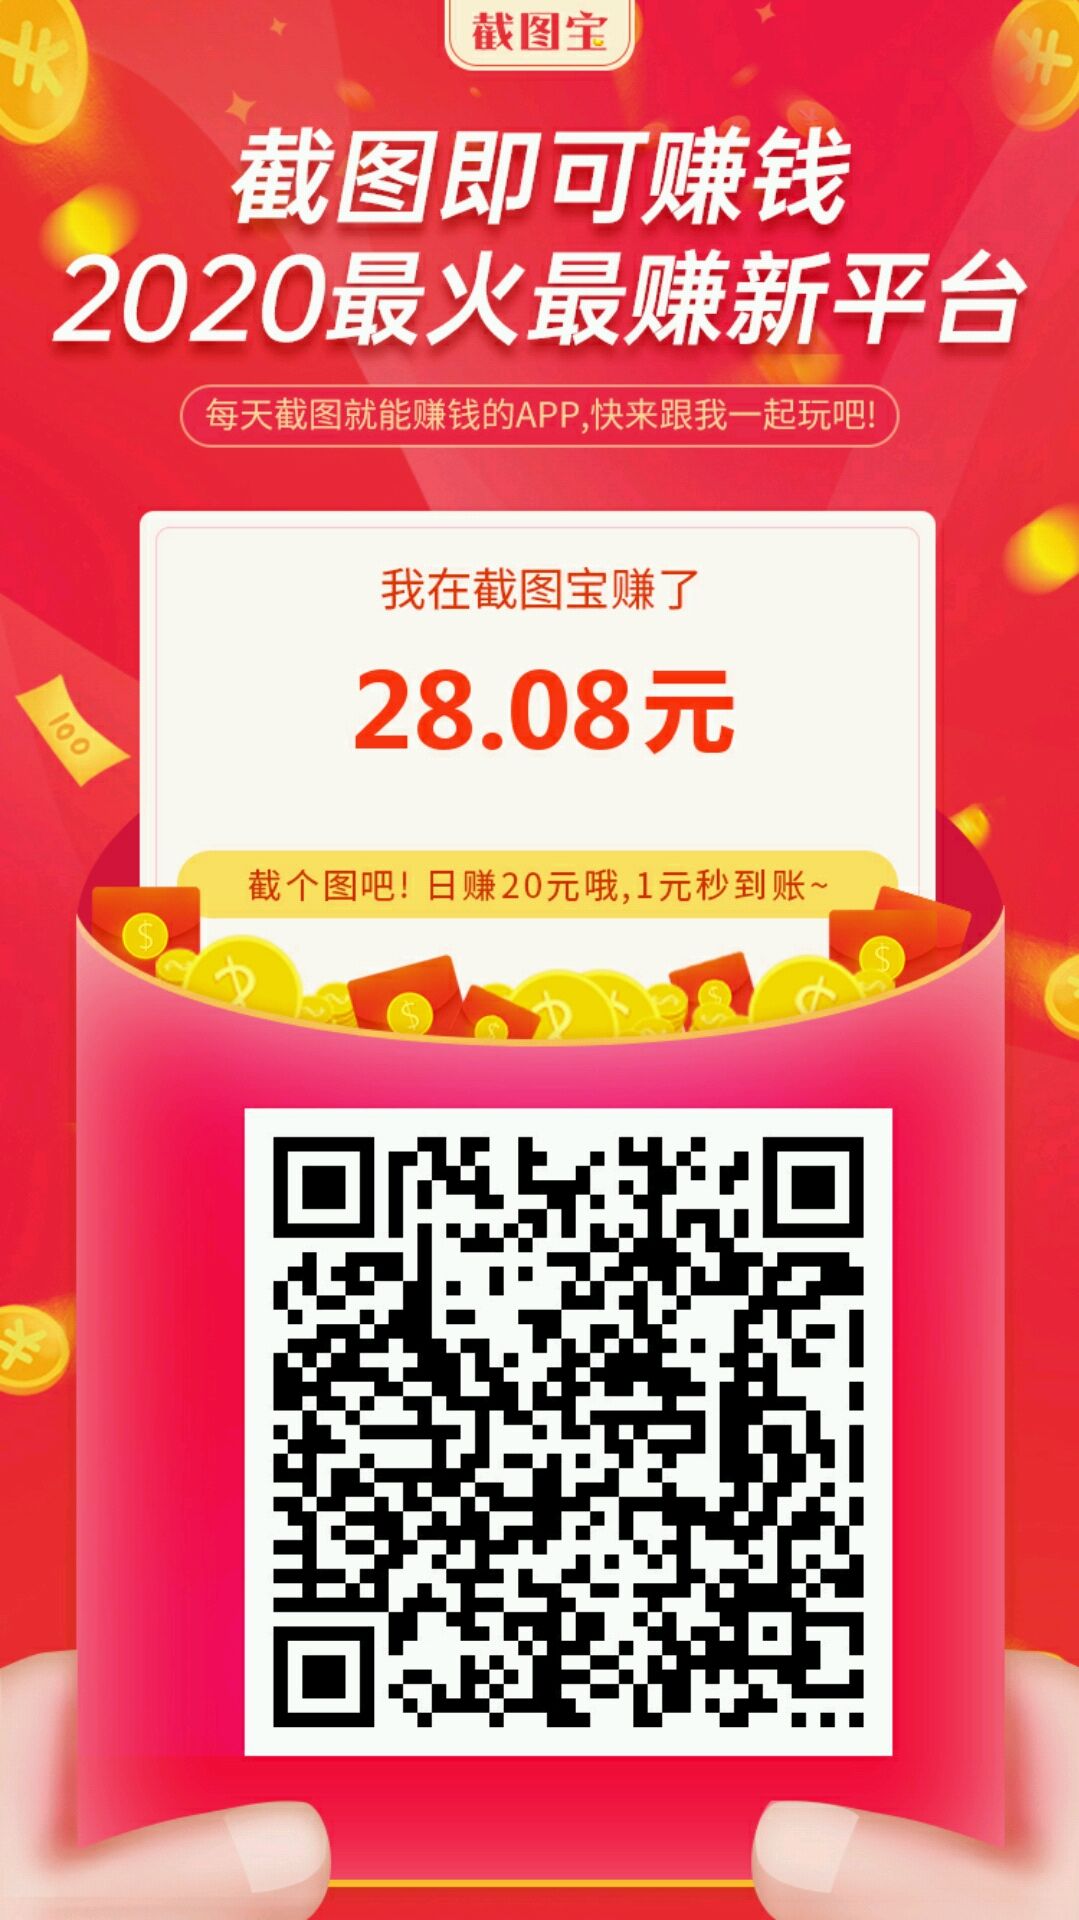 截图宝
截图即可赚钱
2020最火最赚新平台
每天截图就能赚钱的APP,快来跟我一起玩吧!
我在截图宝赚了
28.08元
100
截个图吧! 日赚20元哦,1元秒到账~